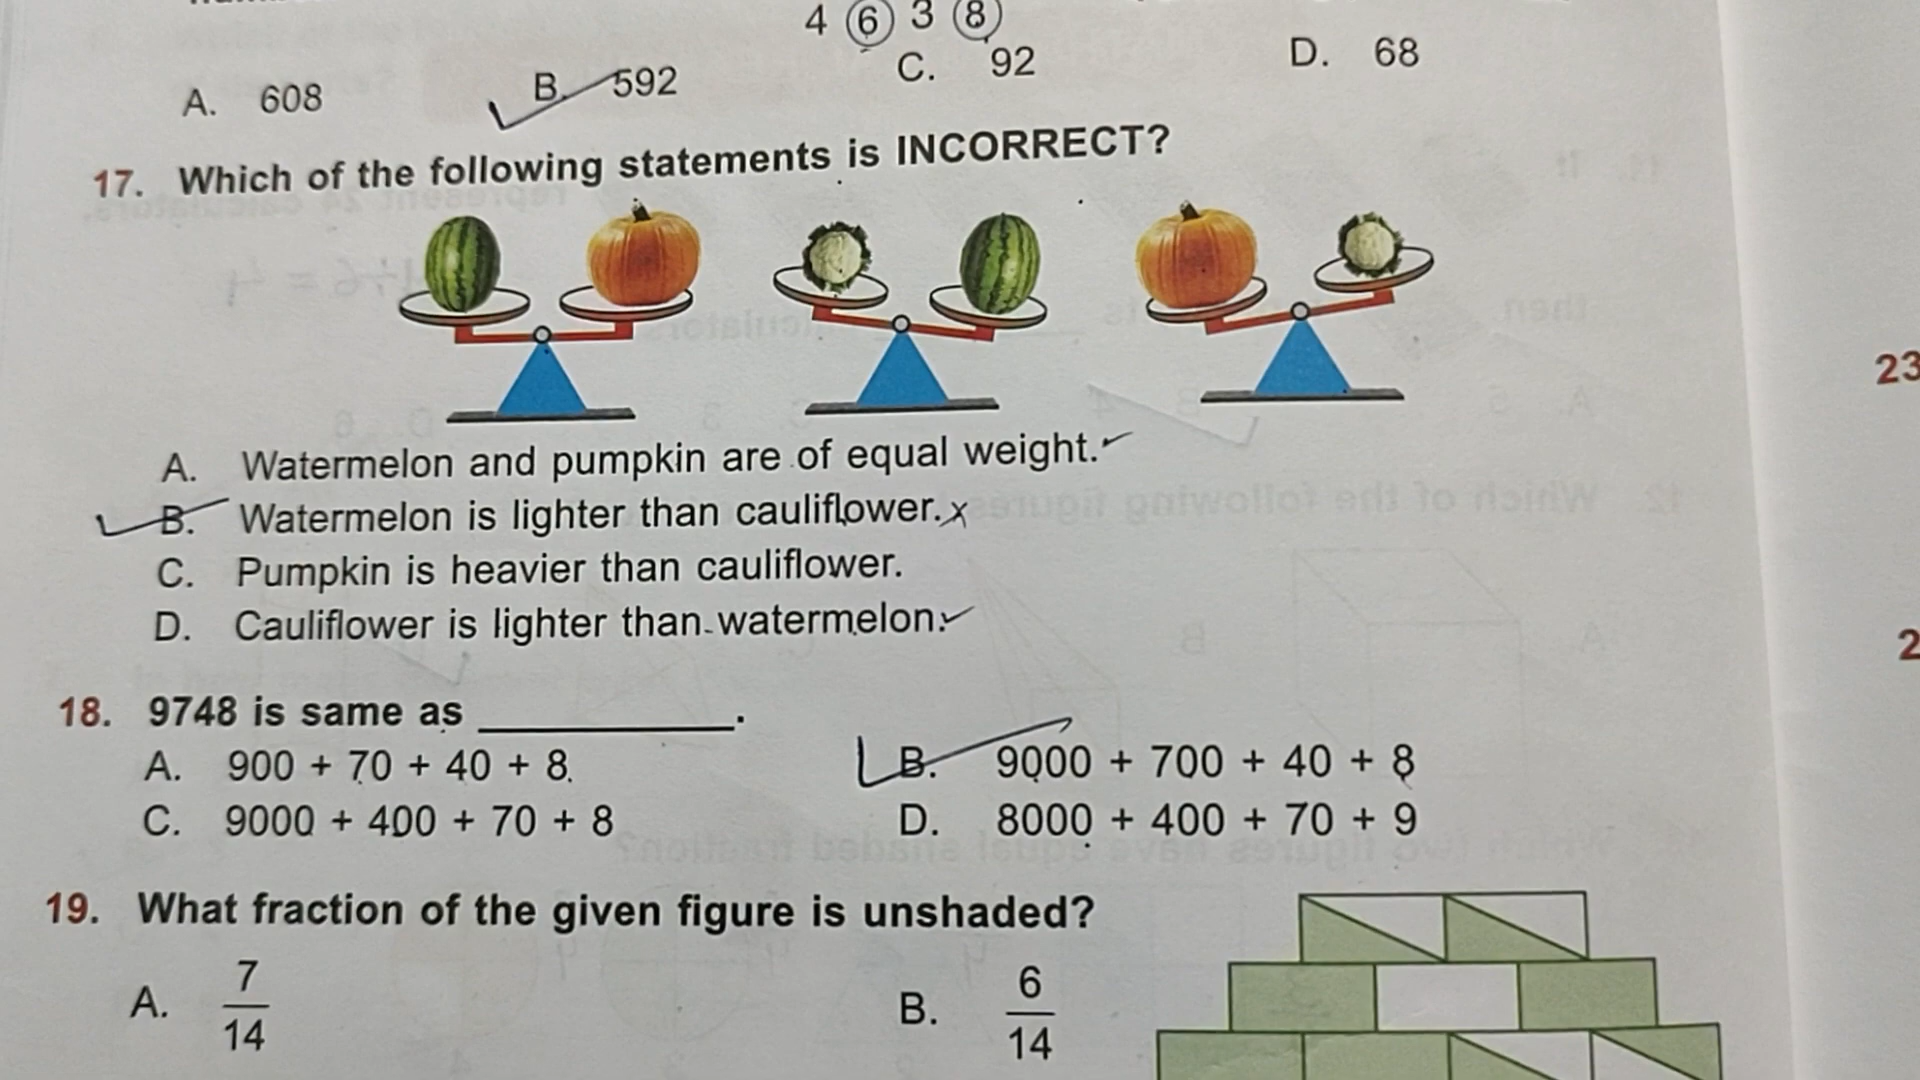 4 6 3 8
A. 608 B. 592 C. 92 D. 68
17. Which of the following statements is INCORRECT?
A. Watermelon and pumpkin are of equal weight.
B. Watermelon is lighter than cauliflower. x
C. Pumpkin is heavier than cauliflower.
D. Cauliflower is lighter than watermelon.
18. 9748 is same as __________.
A. 900 + 70 + 40 + 8
B. 9000 + 700 + 40 + 8
C. 9000 + 400 + 70 + 8
D. 8000 + 400 + 70 + 9
19. What fraction of the given figure is unshaded?
A. 7/14
B. 6/14
23
2